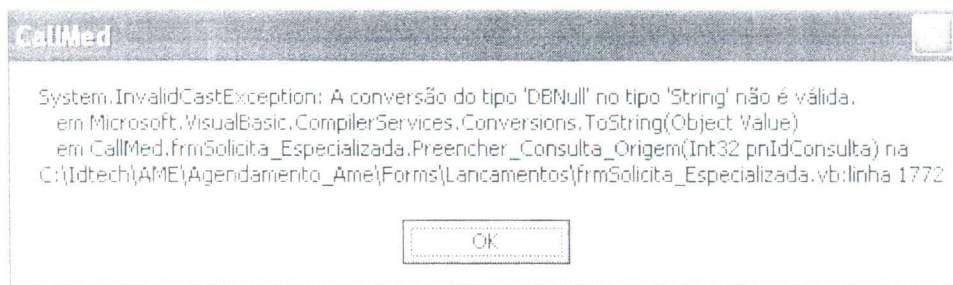 CallMed
System.InvalidCastException: A conversão do tipo 'DBNull' no tipo 'String' não é válida.
em Microsoft.VisualBasic.CompilerServices.Conversions.ToString(Object Value)
em CallMed.frmSolicita_Especializada.Preencher_Consulta_Origem(Int32 pnIdConsulta) na
C:\Idtech\AME\Agendamento_Ame\Forms\Lancamentos\frmSolicita_Especializada.vb:linha 1772
OK